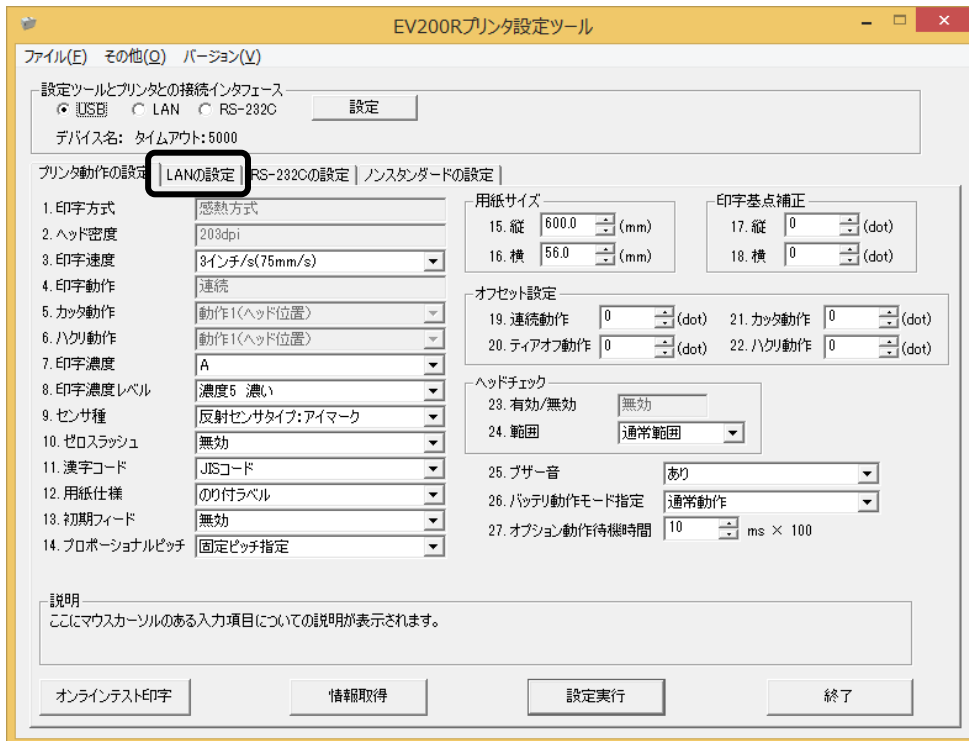 EV200Rプリンタ設定ツール
ファイル(F) その他(O) バージョン(V)
設定ツールとプリンタとの接続インタフェース
USB LAN RS-232C 設定
デバイス名: タイムアウト:5000
プリンタ動作の設定 LANの設定 RS-232Cの設定 ノンスタンダードの設定
1.印字方式 感熱方式
2.ヘッド密度 203dpi
3.印字速度 3インチ/s(75mm/s)
4.印字動作 連続
5.カッタ動作 動作1(ヘッド位置)
6.ハクリ動作 動作1(ヘッド位置)
7.印字濃度 A
8.印字濃度レベル 濃度5 濃い
9.センサ種 反射センサタイプ:アイマーク
10.ゼロスラッシュ 無効
11.漢字コード JISコード
12.用紙仕様 のり付ラベル
13.初期フィード 無効
14.プロポーショナルピッチ 固定ピッチ指定
用紙サイズ
15.縦 600.0 (mm)
16.横 56.0 (mm)
印字基点補正
17.縦 0 (dot)
18.横 0 (dot)
オフセット設定
19.連続動作 0 (dot) 21.カッタ動作 0 (dot)
20.ティアオフ動作 0 (dot) 22.ハクリ動作 0 (dot)
ヘッドチェック
23.有効/無効 無効
24.範囲 通常範囲
25.ブザー音 あり
26.バッテリ動作モード指定 通常動作
27.オプション動作待機時間 10 ms × 100
説明
ここにマウスカーソルのある入力項目についての説明が表示されます。
オンラインテスト印字 情報取得 設定実行 終了